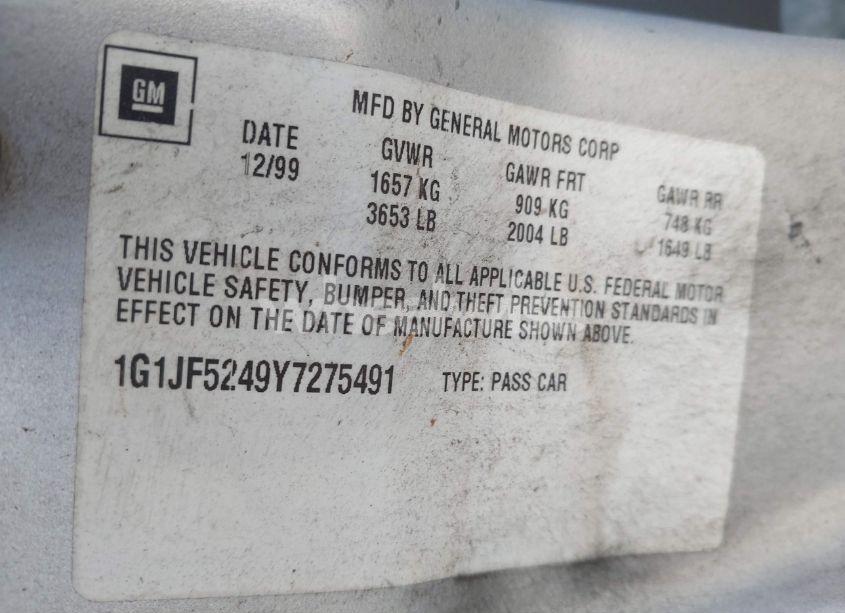 GM
MFD BY GENERAL MOTORS CORP
DATE GVWR GAWR FRT GAWR RR
12/99 1657 KG 909 KG 748 KG
3653 LB 2004 LB 1649 LB
THIS VEHICLE CONFORMS TO ALL APPLICABLE U.S. FEDERAL MOTOR
VEHICLE SAFETY, BUMPER, AND THEFT PREVENTION STANDARDS IN
EFFECT ON THE DATE OF MANUFACTURE SHOWN ABOVE.
1G1JF5249Y7275491 TYPE: PASS CAR